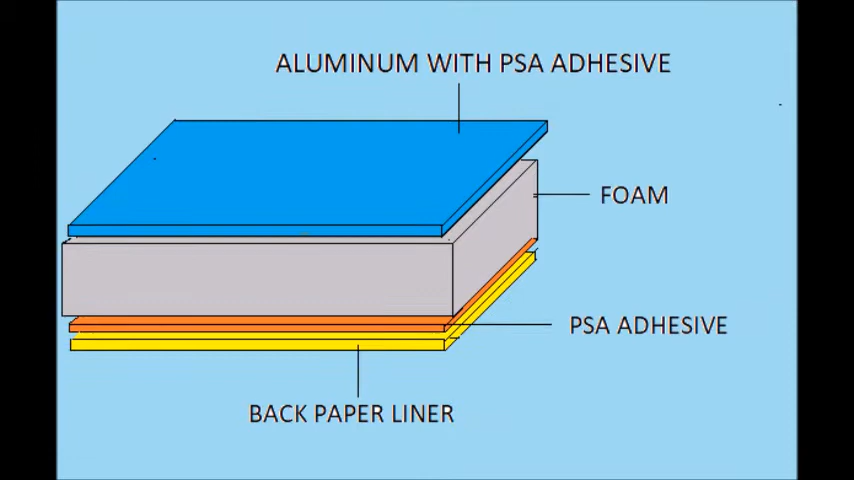 ALUMINUM WITH PSA ADHESIVE
FOAM
PSA ADHESIVE
BACK PAPER LINER